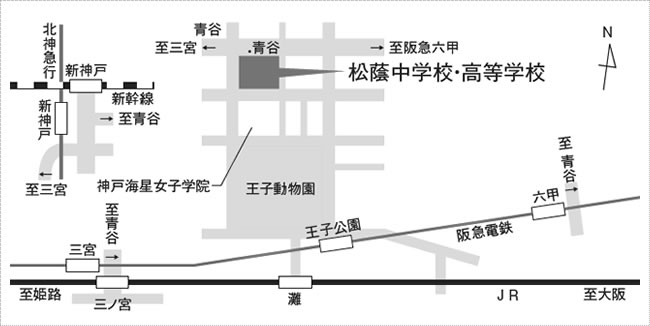 北神急行
新神戸
新幹線
新神戸
至青谷
至三宮
青谷
至三宮
青谷
至阪急六甲
松蔭中学校・高等学校
N
神戸海星女子学院
王子動物園
至青谷
六甲
至青谷
王子公園
阪急電鉄
三宮
三ノ宮
灘
至姫路
JR
至大阪